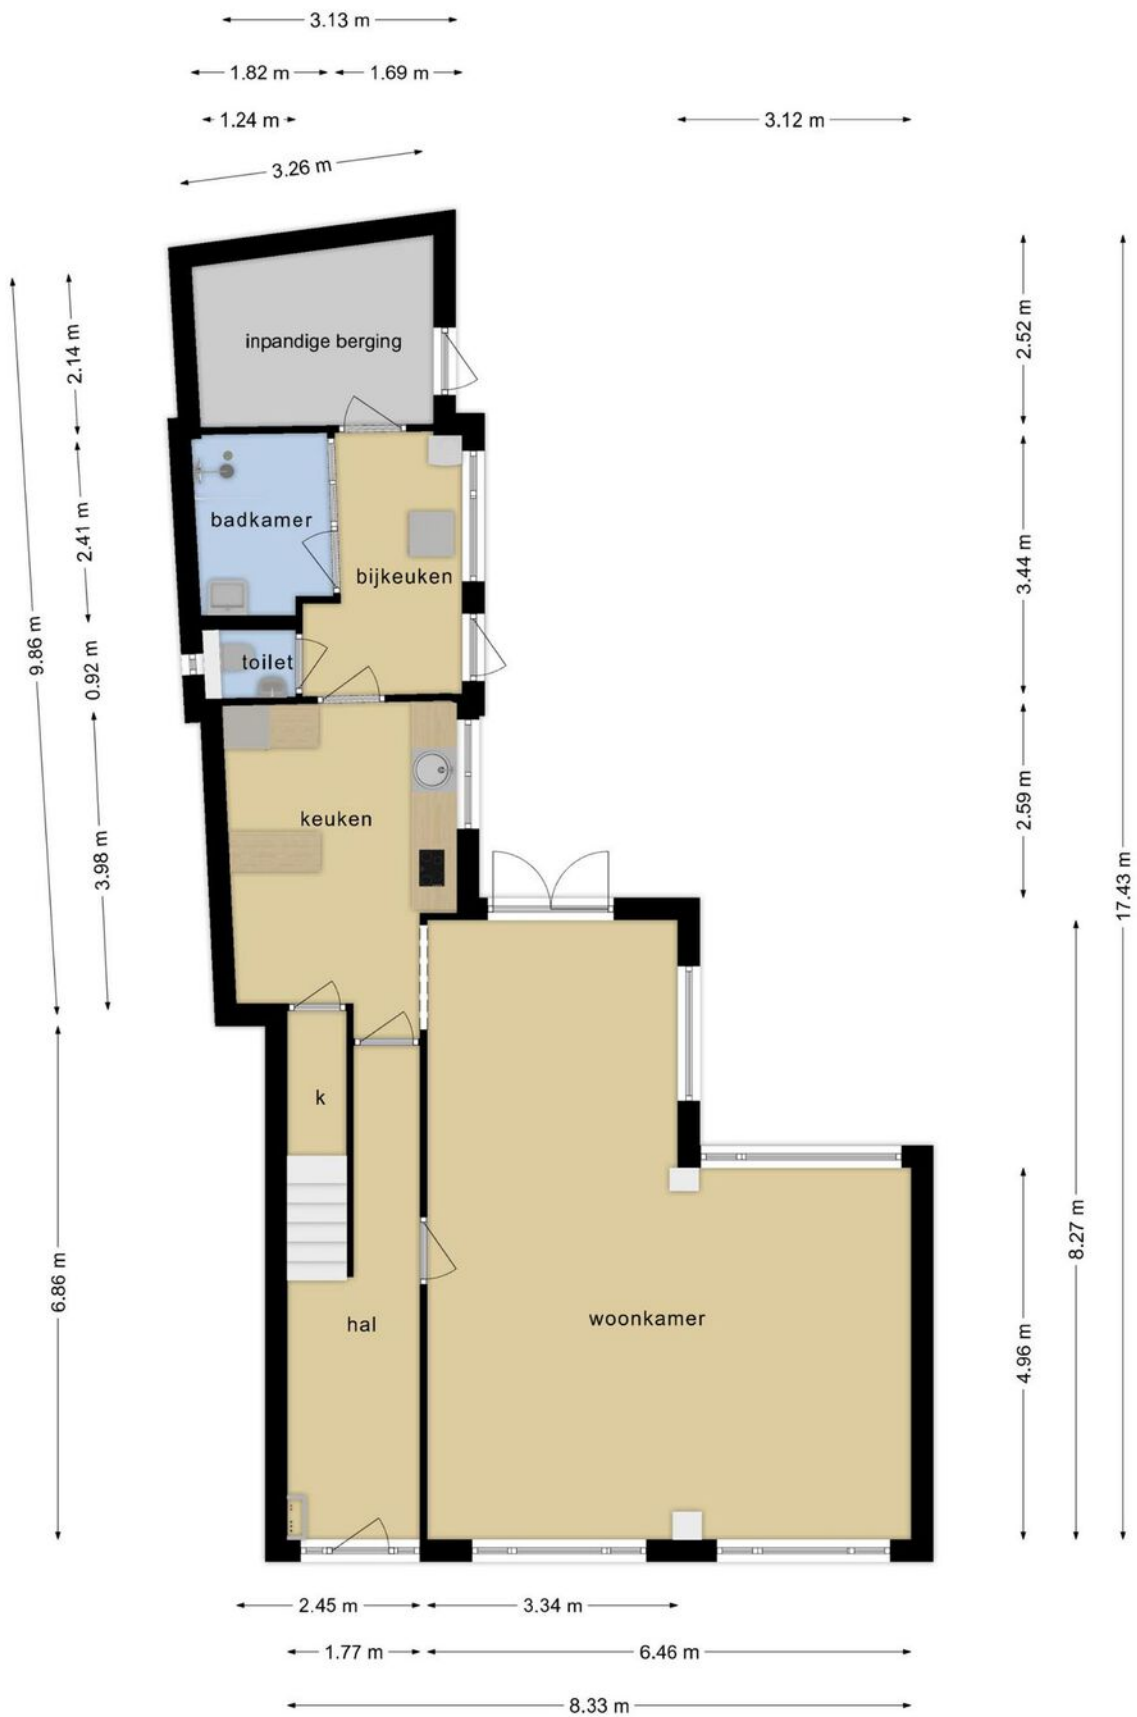 3.13 m
1.82 m
1.69 m
1.24 m
3.12 m
3.26 m
inpandige berging
2.14 m
2.52 m
badkamer
2.41 m
bijkeuken
3.44 m
9.86 m
0.92 m
toilet
keuken
2.59 m
3.98 m
17.43 m
k
8.27 m
6.86 m
hal
woonkamer
4.96 m
2.45 m
3.34 m
1.77 m
6.46 m
8.33 m